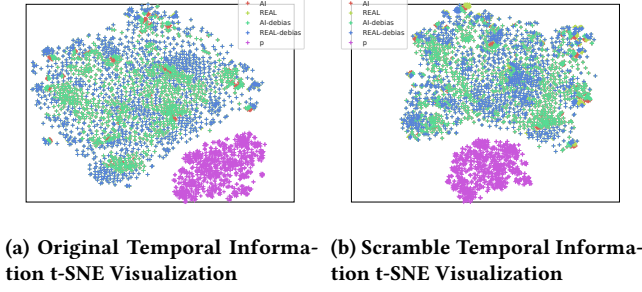 AI
REAL
AI-debias
REAL-debias
p
AI
REAL
AI-debias
REAL-debias
p
(a) Original Temporal Informa-
tion t-SNE Visualization
(b) Scramble Temporal Informa-
tion t-SNE Visualization